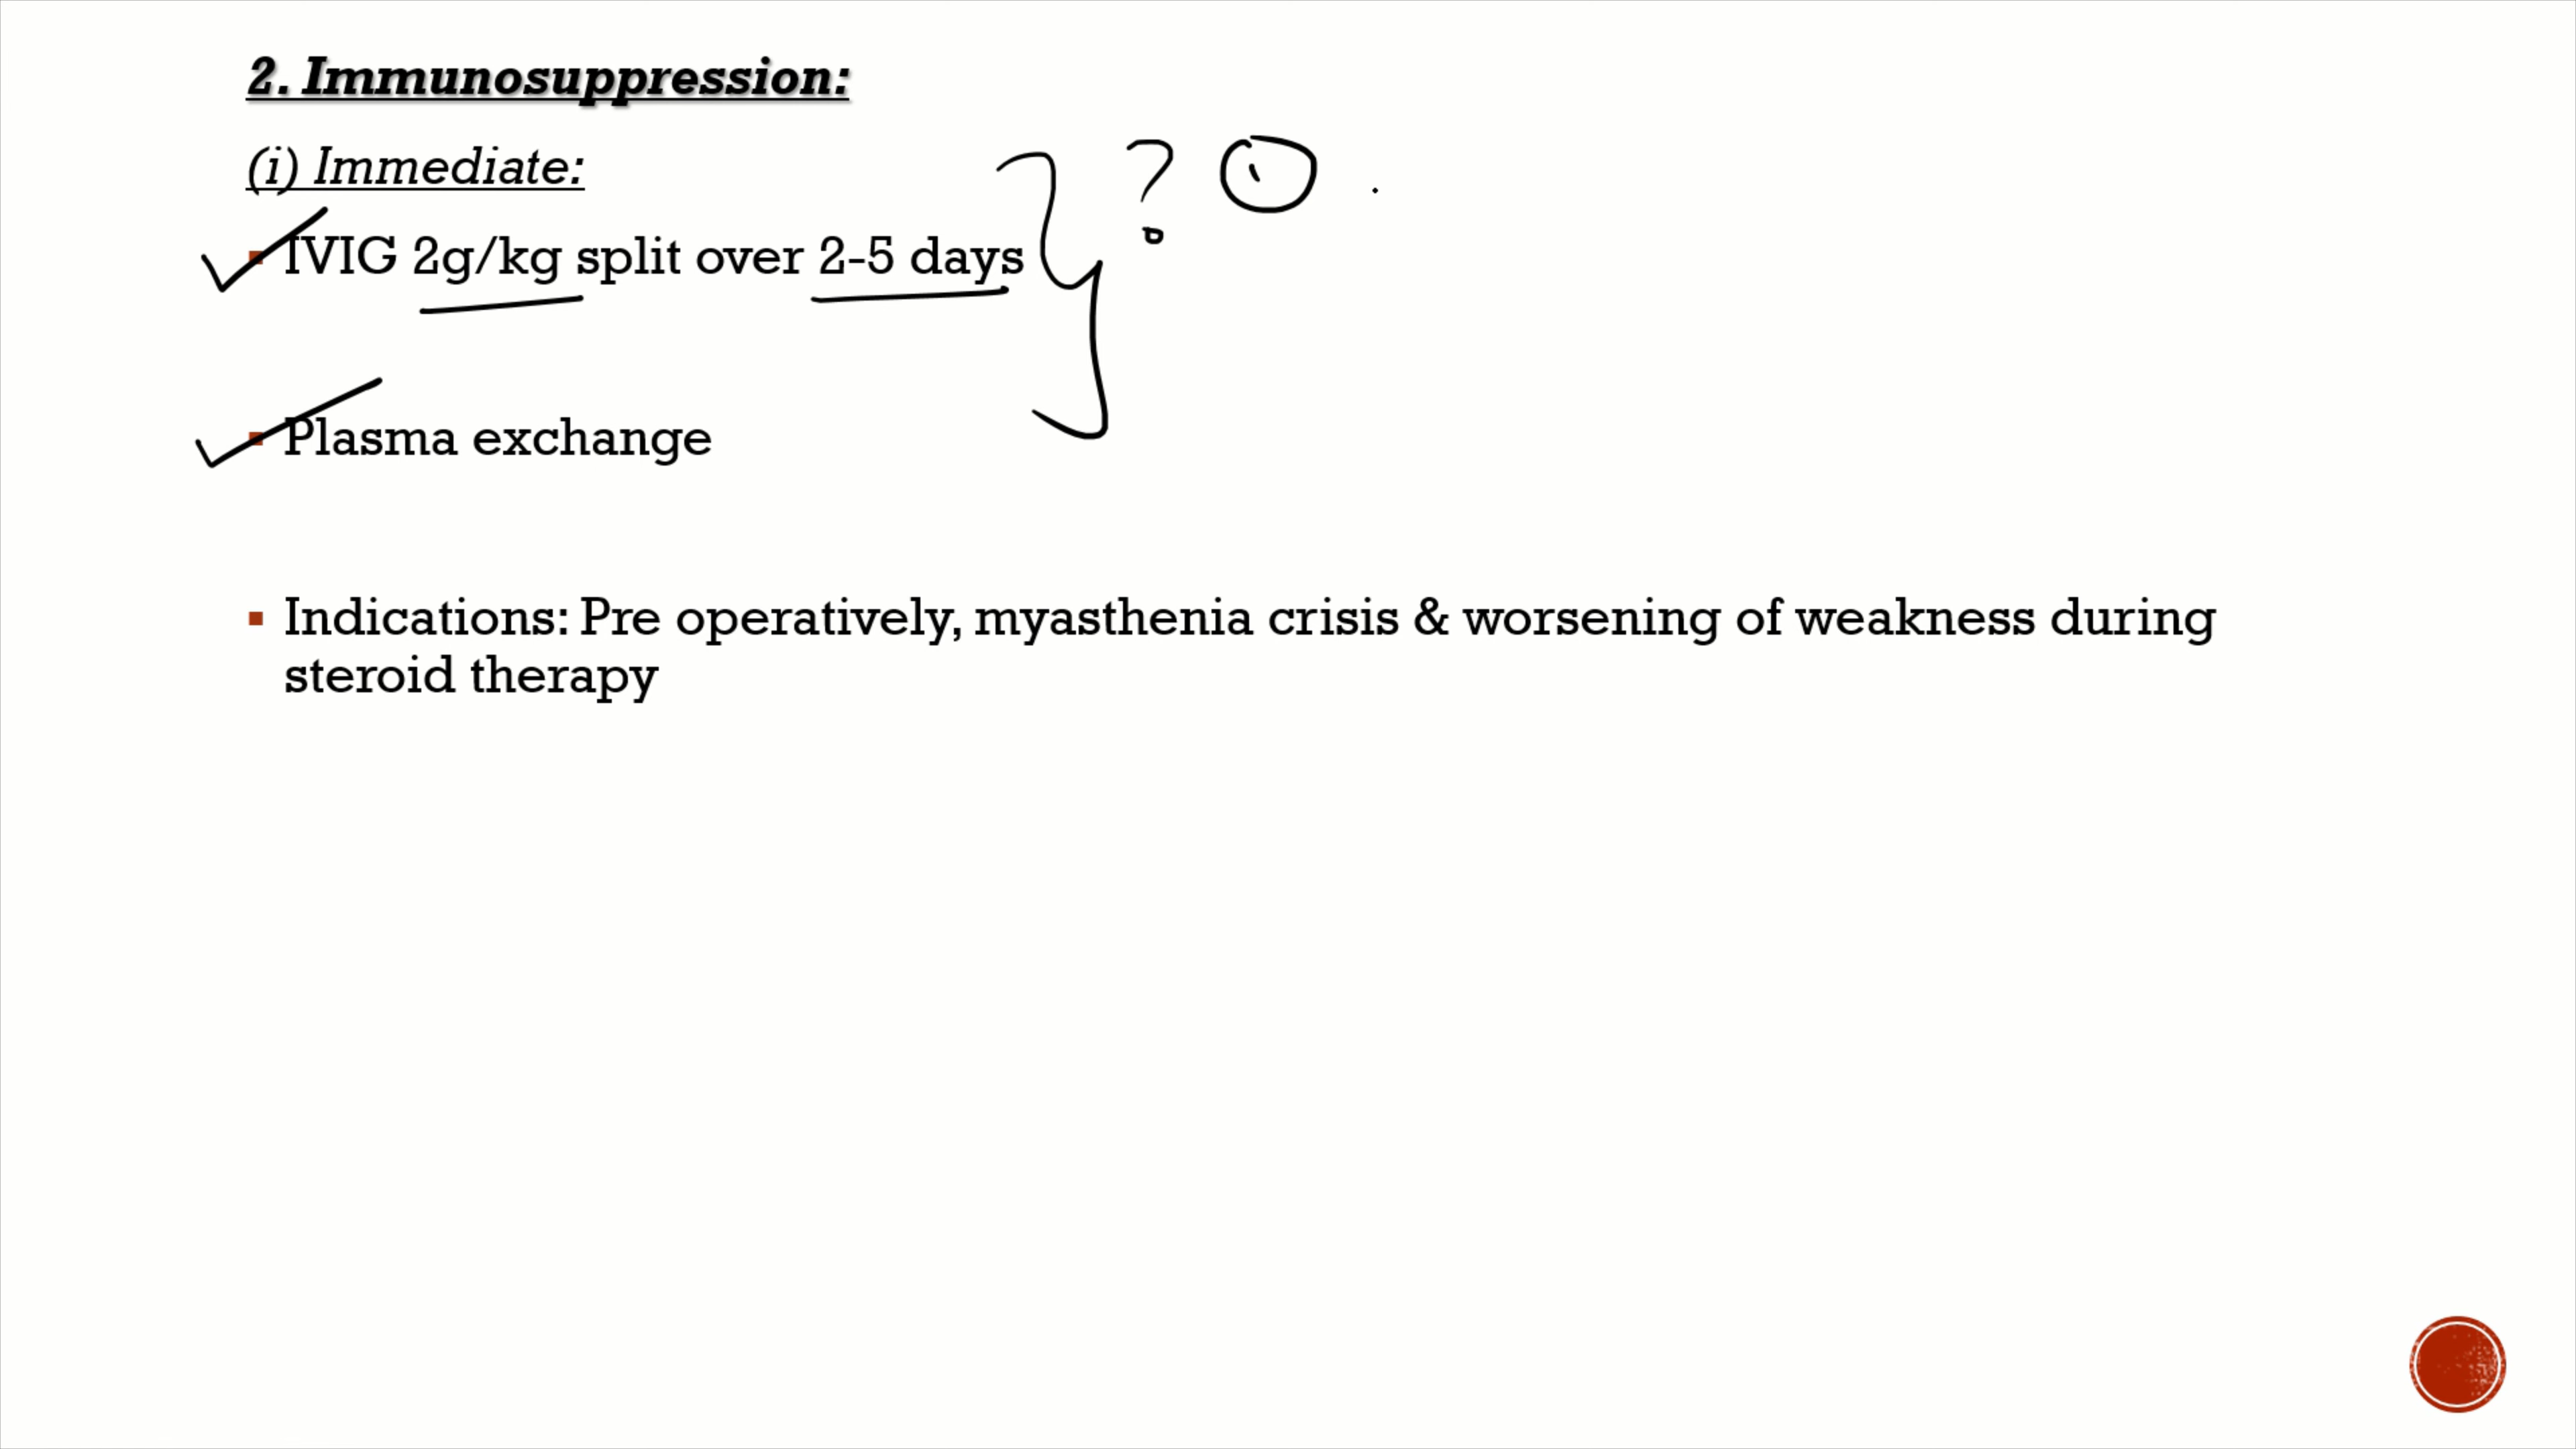 2. Immunosuppression:
(i) Immediate:
IVIG 2g/kg split over 2-5 days
?
Plasma exchange
Indications: Pre operatively, myasthenia crisis & worsening of weakness during
steroid therapy